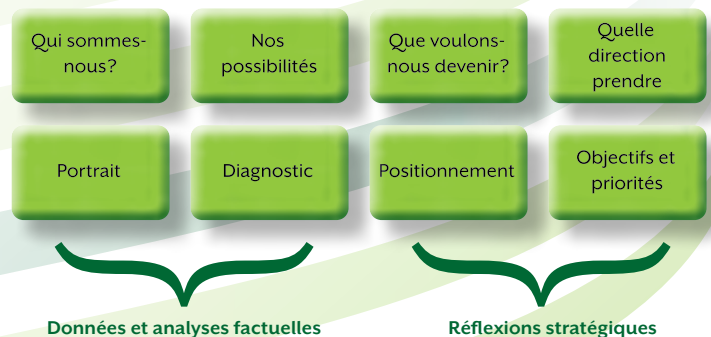 Qui sommes-
nous?
Nos
possibilités
Que voulons-
nous devenir?
Quelle
direction
prendre
Portrait
Diagnostic
Positionnement
Objectifs et
priorités
Données et analyses factuelles
Réflexions stratégiques